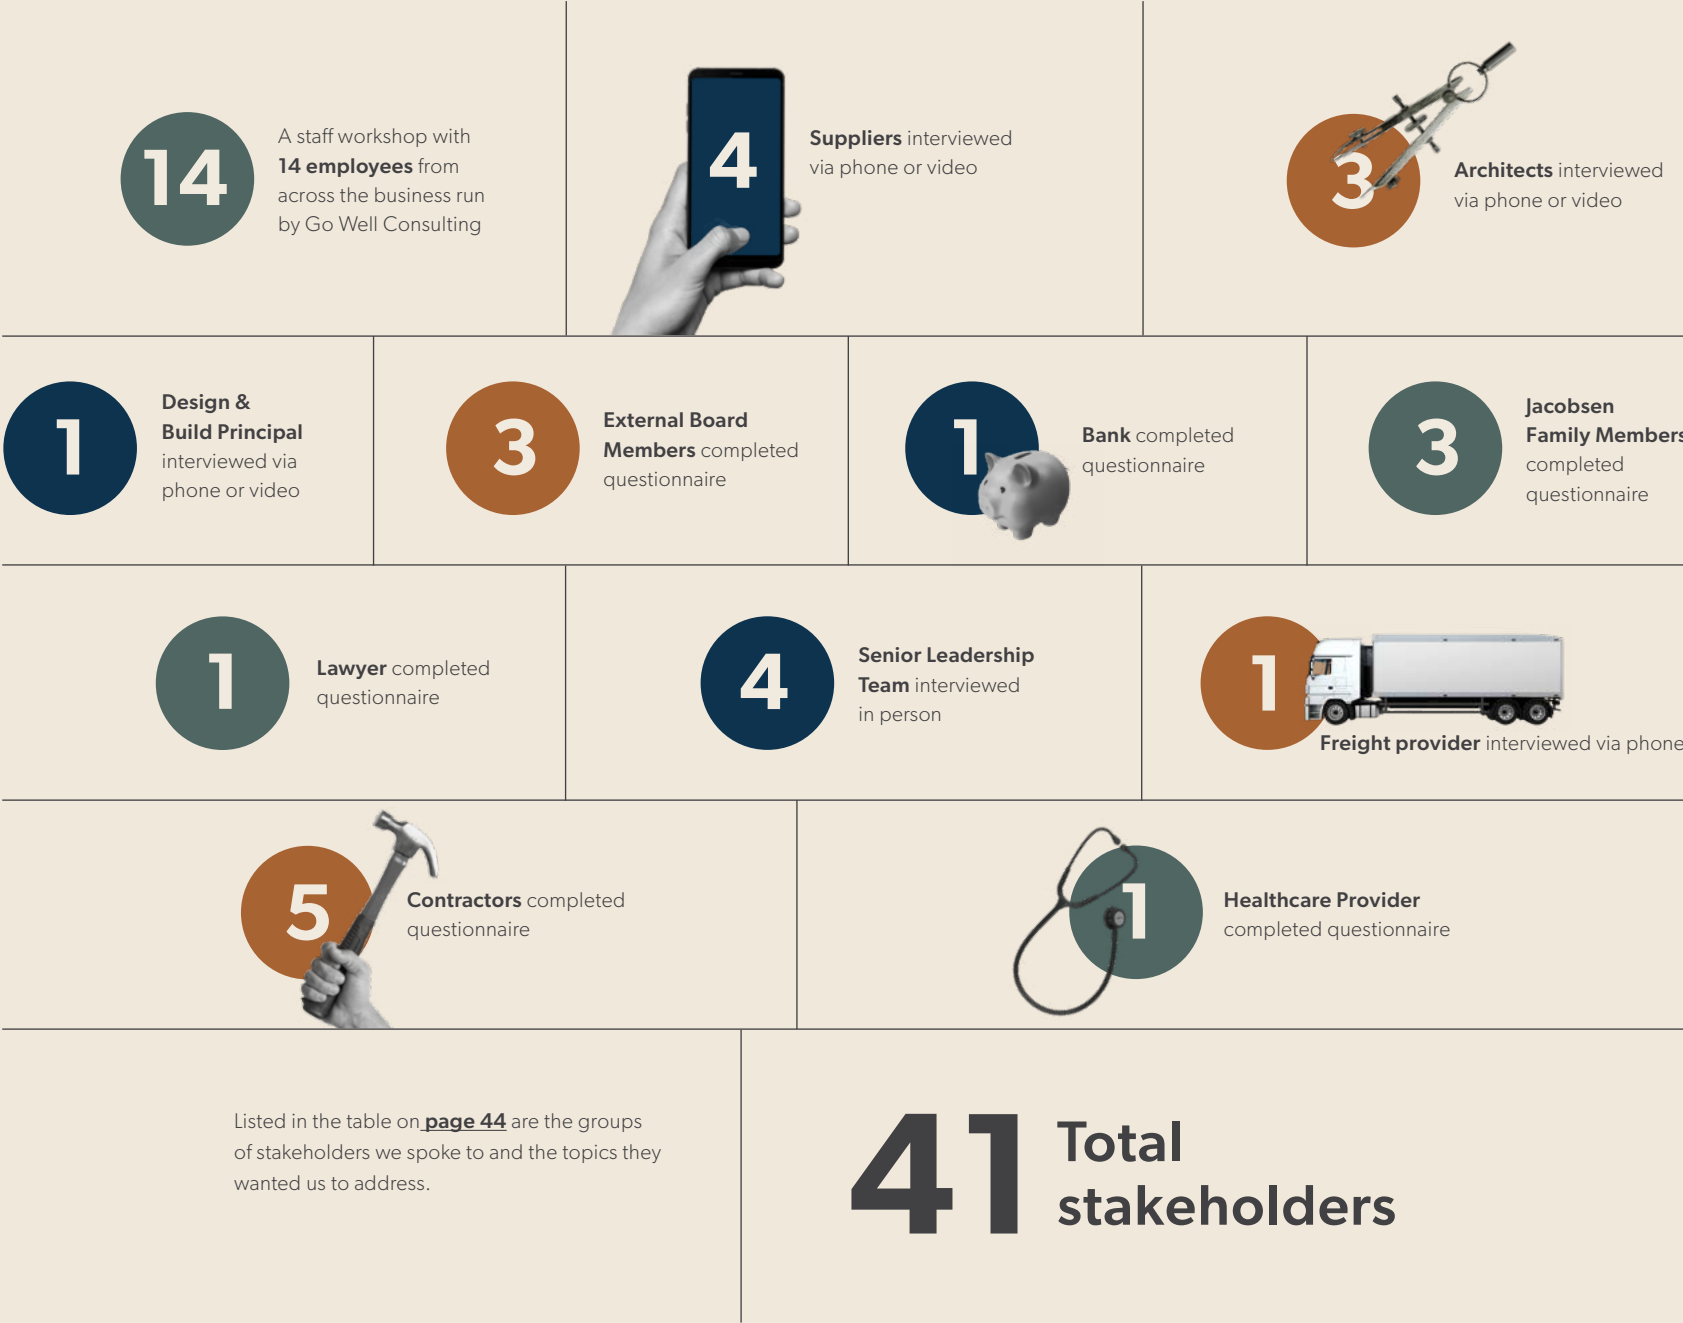 14
A staff workshop with
14 employees from
across the business run
by Go Well Consulting
4
Suppliers interviewed
via phone or video
3
Architects interviewed
via phone or video
1
Design &
Build Principal
interviewed via
phone or video
3
External Board
Members completed
questionnaire
1
Bank completed
questionnaire
3
Jacobsen
Family Members
completed
questionnaire
1
Lawyer completed
questionnaire
4
Senior Leadership
Team interviewed
in person
1
Freight provider interviewed via phone
5
Contractors completed
questionnaire
1
Healthcare Provider
completed questionnaire
Listed in the table on page 44 are the groups
of stakeholders we spoke to and the topics they
wanted us to address.
41
Total
stakeholders